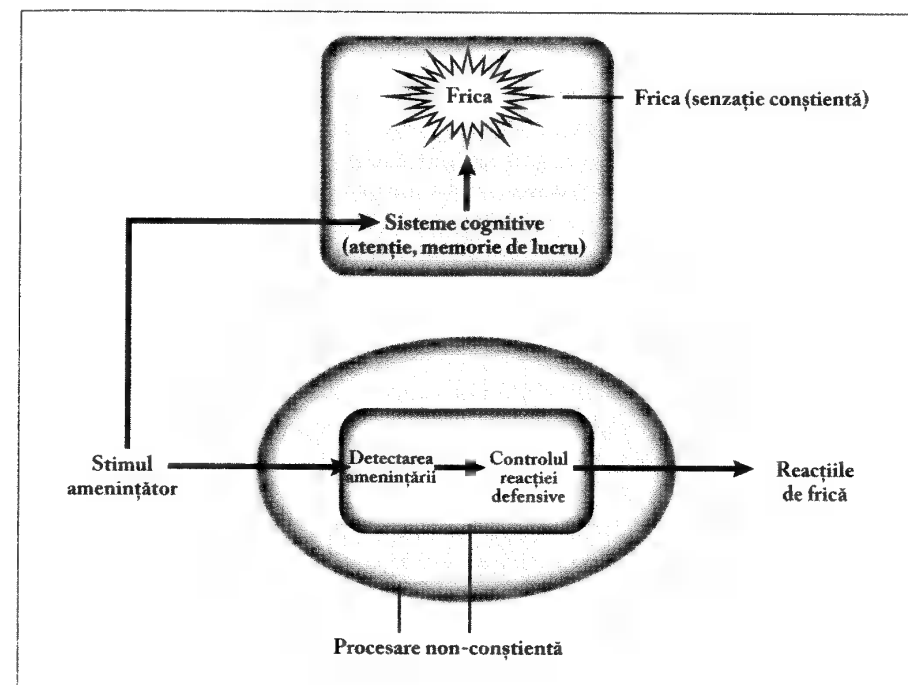 Frica
Frica (senzație conștientă)
Sisteme cognitive
(atenție, memorie de lucru)
Stimul
amenințător
Detectarea
amenințării
Controlul
reacției
defensive
Reacțiile
de frică
Procesare non-conștientă